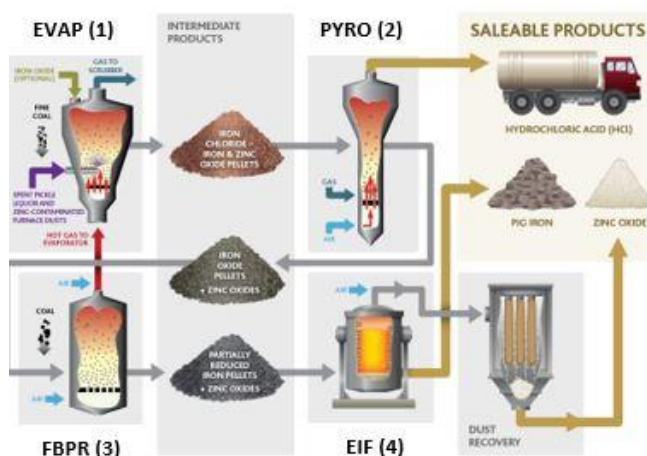 EVAP (1)
INTERMEDIATE
PRODUCTS
PYRO (2)
SALEABLE PRODUCTS
IRON OXIDE
(OPTIONAL)
GAS TO
SCRUBBER
FINE
COAL
SPENT PICKLE
LIQUOR AND
ZINC-CONTAMINATED
FURNACE DUSTS
HOT GAS TO
EVAPORATOR
IRON
CHLORIDE –
IRON & ZINC
OXIDE PELLETS
GAS
AIR
HYDROCHLORIC ACID (HCl)
PIG IRON
ZINC OXIDE
IRON
OXIDE
PELLETS
+ ZINC OXIDES
AIR
COAL
AIR
PARTIALLY
REDUCED
IRON PELLETS
+ ZINC OXIDES
AIR
DUST
RECOVERY
FBPR (3)
EIF (4)